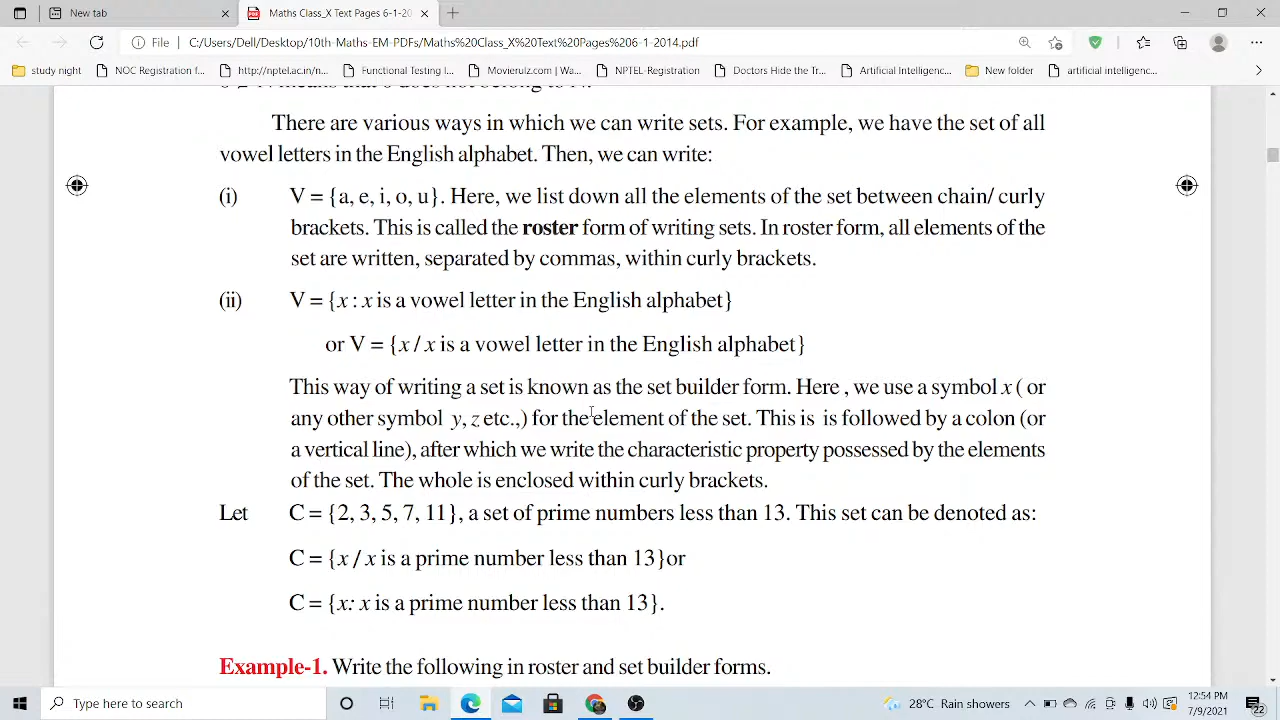 New tab
Maths Class_X Text Pages 6-1-20
File | C:/Users/Dell/Desktop/10th-Maths-EM-PDFs/Maths%20Class_X%20Text%20Pages%206-1-2014.pdf
study night NOC Registration f... http://nptel.ac.in/n... Functional Testing I... Movierulz.com | Wa... NPTEL-Registration Doctors Hide the Tr... Artificial Intelligenc... New folder artificial intelligenc...
means that 6 does not belong to N.
There are various ways in which we can write sets. For example, we have the set of all
vowel letters in the English alphabet. Then, we can write:
(i) V = {a, e, i, o, u}. Here, we list down all the elements of the set between chain/ curly
brackets. This is called the roster form of writing sets. In roster form, all elements of the
set are written, separated by commas, within curly brackets.
(ii) V = {x : x is a vowel letter in the English alphabet}
or V = {x / x is a vowel letter in the English alphabet}
This way of writing a set is known as the set builder form. Here , we use a symbol x ( or
any other symbol y, z etc.,) for the element of the set. This is is followed by a colon (or
a vertical line), after which we write the characteristic property possessed by the elements
of the set. The whole is enclosed within curly brackets.
Let C = {2, 3, 5, 7, 11}, a set of prime numbers less than 13. This set can be denoted as:
C = {x / x is a prime number less than 13}or
C = {x: x is a prime number less than 13}.
Example-1. Write the following in roster and set builder forms.
Type here to search
28°C Rain showers
12:54 PM
7/9/2021
22